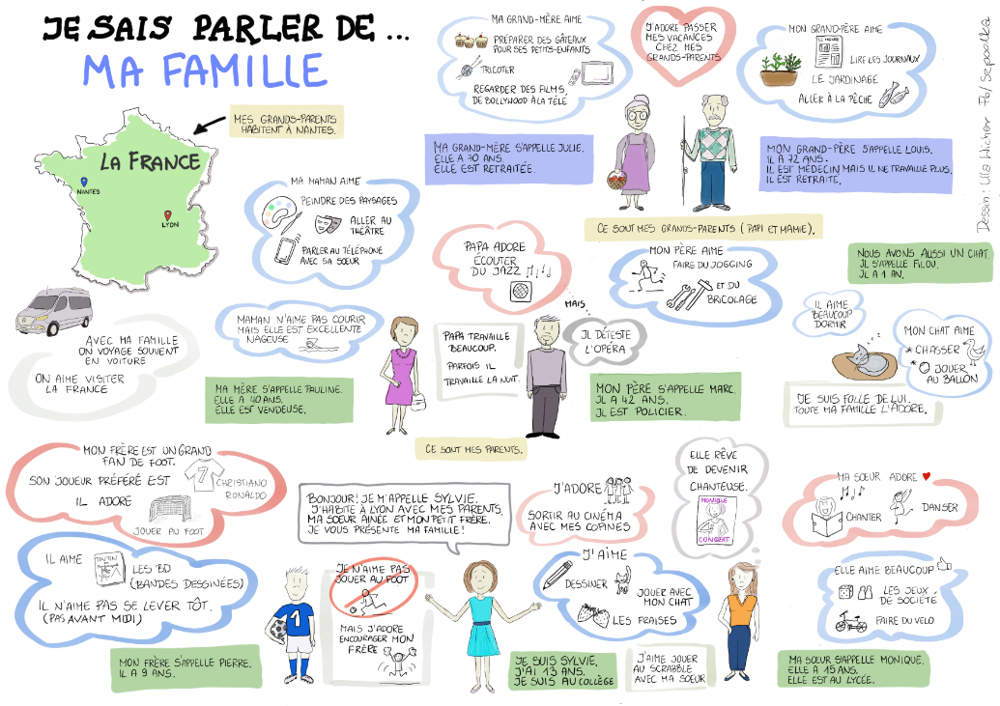 JE SAIS PARLER DE ...
MA FAMILLE
MES GRANDS-PARENTS
HABITENT À NANTES.
LA FRANCE
NANTES
LYON
MA GRAND-MÈRE AIME
PRÉPARER DES GÂTEAUX
POUR SES PETITS-ENFANTS
TRICOTER
REGARDER DES FILMS
DE BOLLYWOOD À LA TÉLÉ
J'ADORE PASSER
MES VACANCES
CHEZ MES
GRANDS-PARENTS
MON GRAND-PÈRE AIME
LE MONDE
LIRE LES JOURNAUX
LE JARDINAGE
ALLER À LA PÊCHE
Dessin : Ula Wicher
MA GRAND-MÈRE S'APPELLE JULIE.
ELLE A 70 ANS.
ELLE EST RETRAITÉE.
MON GRAND-PÈRE S'APPELLE LOUIS.
IL A 72 ANS.
IL EST MÉDECIN MAIS IL NE TRAVAILLE PLUS.
IL EST RETRAITÉ.
CE SONT MES GRANDS-PARENTS (PAPI ET MAMIE).
MA MAMAN AIME
PEINDRE DES PAYSAGES
ALLER AU
THÉÂTRE
PARLER AU TÉLÉPHONE
AVEC SA SOEUR
PAPA ADORE
ÉCOUTER
DU JAZZ
MAIS...
IL DÉTESTE
L'OPÉRA
MON PÈRE AIME
FAIRE DU JOGGING
ET DU
BRICOLAGE
NOUS AVONS AUSSI UN CHAT.
IL S'APPELLE FILOU.
IL A 1 AN.
IL AIME
BEAUCOUP
DORMIR
MON CHAT AIME
* CHASSER
* JOUER
AU BALLON
JE SUIS FOLLE DE LUI.
TOUTE MA FAMILLE L'ADORE.
AVEC MA FAMILLE
ON VOYAGE SOUVENT
EN VOITURE
ON AIME VISITER
LA FRANCE
MAMAN N'AIME PAS COURIR
MAIS ELLE EST EXCELLENTE
NAGEUSE
MA MÈRE S'APPELLE PAULINE.
ELLE A 40 ANS.
ELLE EST VENDEUSE.
PAPA TRAVAILLE
BEAUCOUP.
PARFOIS IL
TRAVAILLE LA NUIT.
MON PÈRE S'APPELLE MARC.
IL A 42 ANS.
IL EST POLICIER.
CE SONT MES PARENTS.
MON FRÈRE EST UN GRAND
FAN DE FOOT.
SON JOUEUR PRÉFÉRÉ EST
7
CHRISTIANO
RONALDO
IL ADORE
JOUER AU FOOT
IL AIME
TINTIN
LES BD
(BANDES DESSINÉES)
IL N'AIME PAS SE LEVER TÔT.
(PAS AVANT MIDI)
MON FRÈRE S'APPELLE PIERRE.
IL A 9 ANS.
1
BONJOUR! JE M'APPELLE SYLVIE.
J'HABITE À LYON AVEC MES PARENTS,
MA SOEUR AINÉE ET MON PETIT FRÈRE.
JE VOUS PRÉSENTE MA FAMILLE!
JE N'AIME PAS
JOUER AU FOOT
MAIS J'ADORE
ENCOURAGER MON
FRÈRE
J'ADORE
SORTIR AU CINÉMA
AVEC MES COPINES
J'AIME
DESSINER
JOUER AVEC
MON CHAT
LES FRAISES
JE SUIS SYLVIE.
J'AI 13 ANS.
JE SUIS AU COLLÈGE
J'AIME JOUER
AU SCRABBLE
AVEC MA SOEUR
ELLE RÊVE
DE DEVENIR
CHANTEUSE.
MONIQUE
CONCERT
MA SOEUR ADORE
CHANTER
DANSER
ELLE AIME BEAUCOUP
LES JEUX
DE SOCIÉTÉ
FAIRE DU VELO
MA SOEUR S'APPELLE MONIQUE.
ELLE A 15 ANS.
ELLE EST AU LYCÉE.